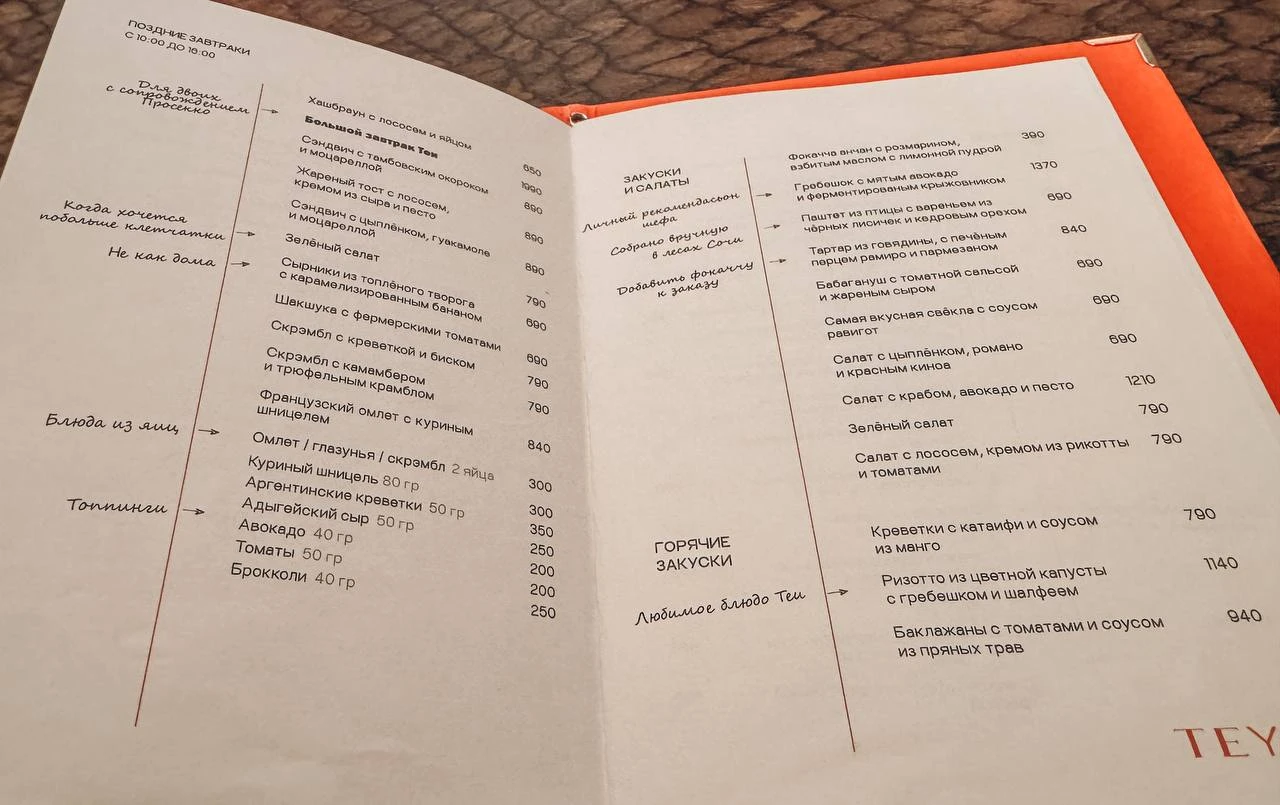 ПОЗДНИЕ ЗАВТРАКИ
С 10:00 ДО 18:00
Для двоих
с сопровождением
Просекко
Хашбраун с лососем и яйцом 650
Большой завтрак Теи 1990
Сэндвич с тамбовским окороком
и моцареллой 890
Жареный тост с лососем,
кремом из сыра и песто 890
Сэндвич с цыплёнком, гуакамоле
и моцареллой 890
Когда хочется
побольше клетчатки
Зелёный салат 790
Не как дома
Сырники из топлёного творога
с карамелизированным бананом 690
Шакшука с фермерскими томатами 690
Скрэмбл с креветкой и биском 790
Скрэмбл с камамбером
и трюфельным крамблом 790
Французский омлет с куриным
шницелем 840
Блюда из яиц
Омлет / глазунья / скрэмбл 2 яйца 300
Куриный шницель 80 гр 300
Топпинги
Аргентинские креветки 50 гр 350
Адыгейский сыр 50 гр 250
Авокадо 40 гр 200
Томаты 50 гр 200
Брокколи 40 гр 250
ЗАКУСКИ
И САЛАТЫ
Фокачча анчан с розмарином,
взбитым маслом с лимонной пудрой 390
Личный рекомендасьон
шефа
Гребешок с мятым авокадо
и ферментированым крыжовником 1370
Собрано вручную
в лесах Сочи
Паштет из птицы с вареньем из
чёрных лисичек и кедровым орехом 690
Добавить фокаччу
к заказу
Тартар из говядины, с печёным
перцем рамиро и пармезаном 840
Бабагануш с томатной сальсой
и жареным сыром 690
Самая вкусная свёкла с соусом
равигот 690
Салат с цыплёнком, романо
и красным киноа 690
Салат с крабом, авокадо и песто 1210
Зелёный салат 790
Салат с лососем, кремом из рикотты
и томатами 790
ГОРЯЧИЕ
ЗАКУСКИ
Креветки с катаифи и соусом
из манго 790
Любимое блюдо Теи
Ризотто из цветной капусты
с гребешком и шалфеем 1140
Баклажаны с томатами и соусом
из пряных трав 940
TEY